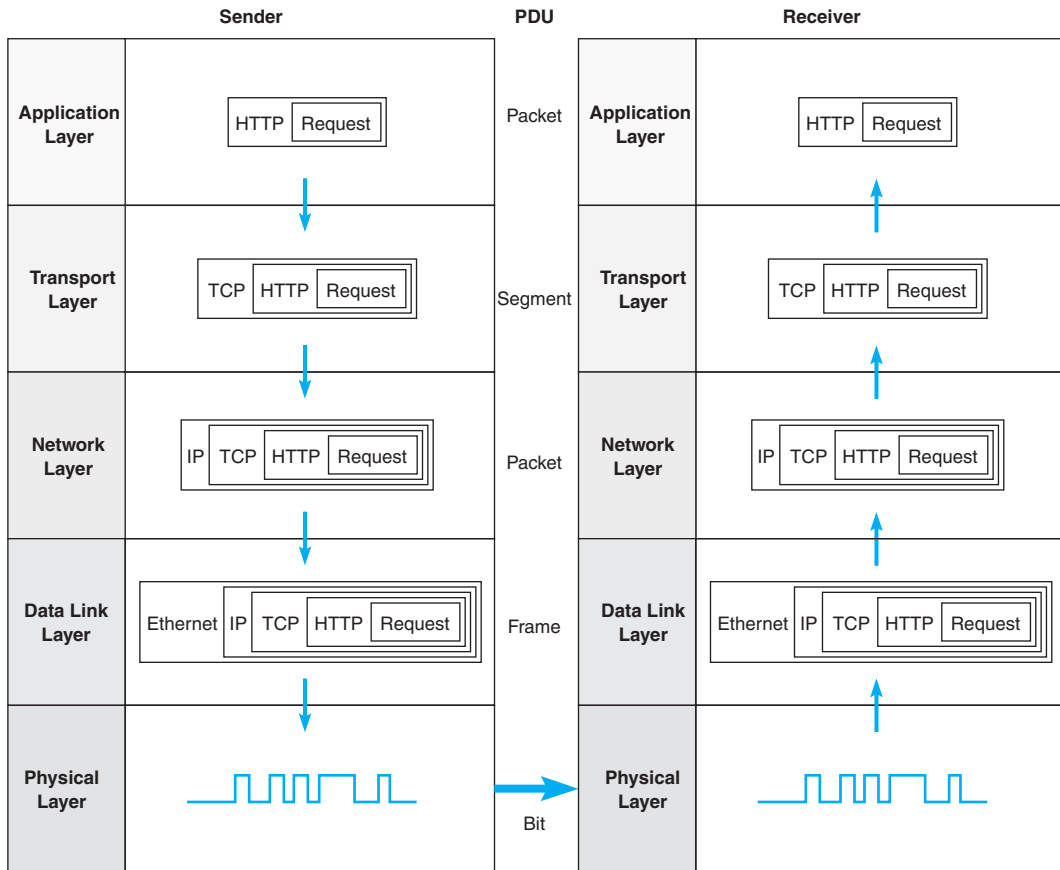 Sender PDU Receiver
Application
Layer
HTTP Request
Packet
Application
Layer
HTTP Request
Transport
Layer
TCP HTTP Request
Segment
Transport
Layer
TCP HTTP Request
Network
Layer
IP TCP HTTP Request
Packet
Network
Layer
IP TCP HTTP Request
Data Link
Layer
Ethernet IP TCP HTTP Request
Frame
Data Link
Layer
Ethernet IP TCP HTTP Request
Physical
Layer
Bit
Physical
Layer